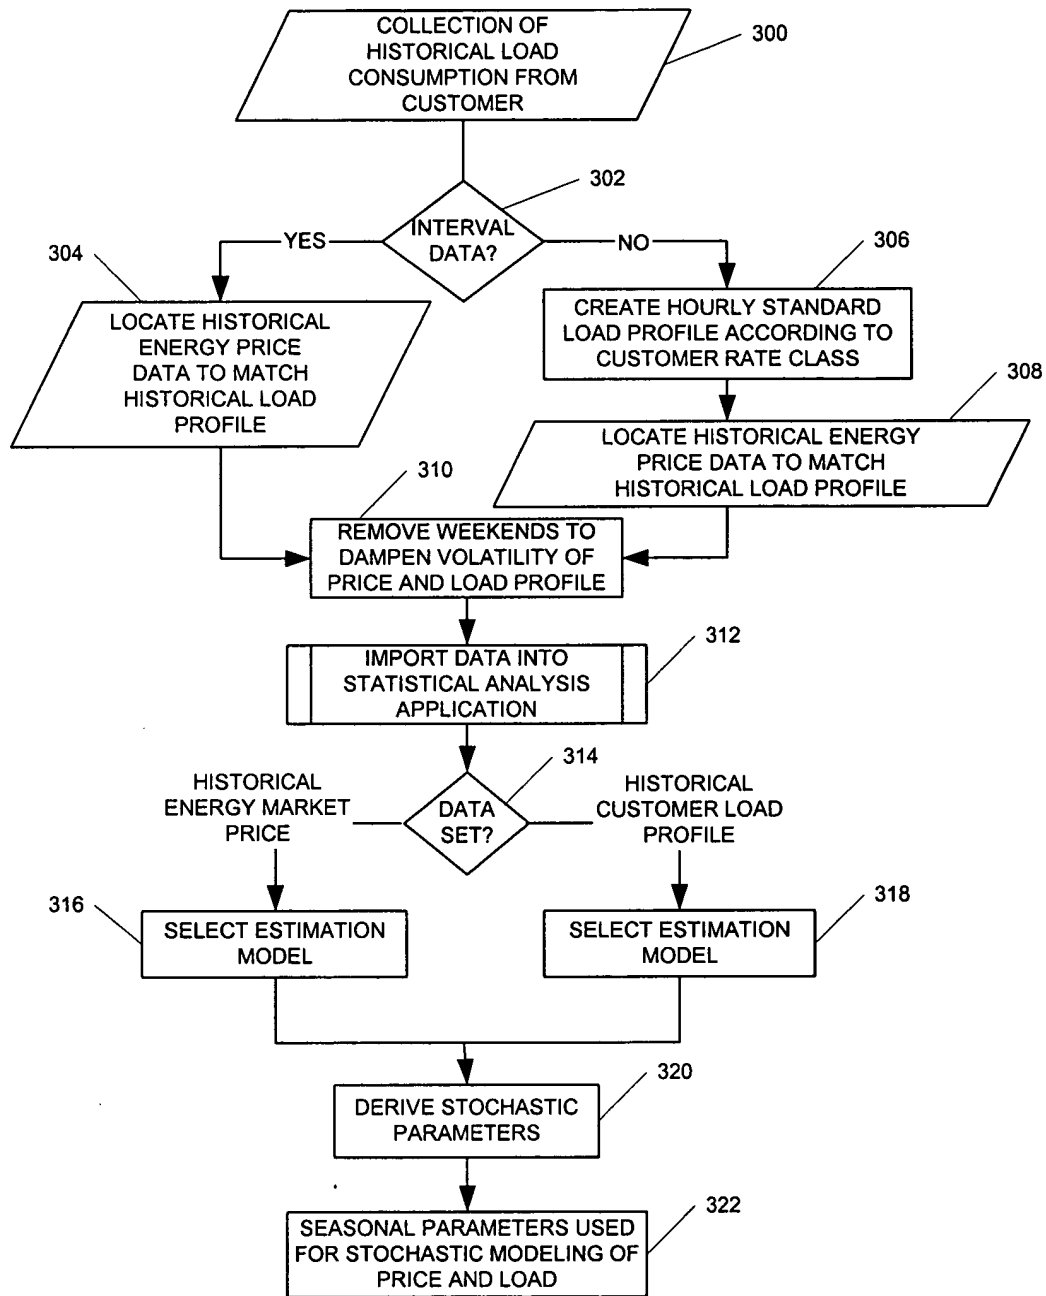 COLLECTION OF
HISTORICAL LOAD
CONSUMPTION FROM
CUSTOMER
300
302
INTERVAL
DATA?
YES
NO
304
306
LOCATE HISTORICAL
ENERGY PRICE
DATA TO MATCH
HISTORICAL LOAD
PROFILE
CREATE HOURLY STANDARD
LOAD PROFILE ACCORDING TO
CUSTOMER RATE CLASS
308
LOCATE HISTORICAL ENERGY
PRICE DATA TO MATCH
HISTORICAL LOAD PROFILE
310
REMOVE WEEKENDS TO
DAMPEN VOLATILITY OF
PRICE AND LOAD PROFILE
312
IMPORT DATA INTO
STATISTICAL ANALYSIS
APPLICATION
314
DATA
SET?
HISTORICAL
ENERGY MARKET
PRICE
HISTORICAL
CUSTOMER LOAD
PROFILE
316
SELECT ESTIMATION
MODEL
318
SELECT ESTIMATION
MODEL
320
DERIVE STOCHASTIC
PARAMETERS
322
SEASONAL PARAMETERS USED
FOR STOCHASTIC MODELING OF
PRICE AND LOAD